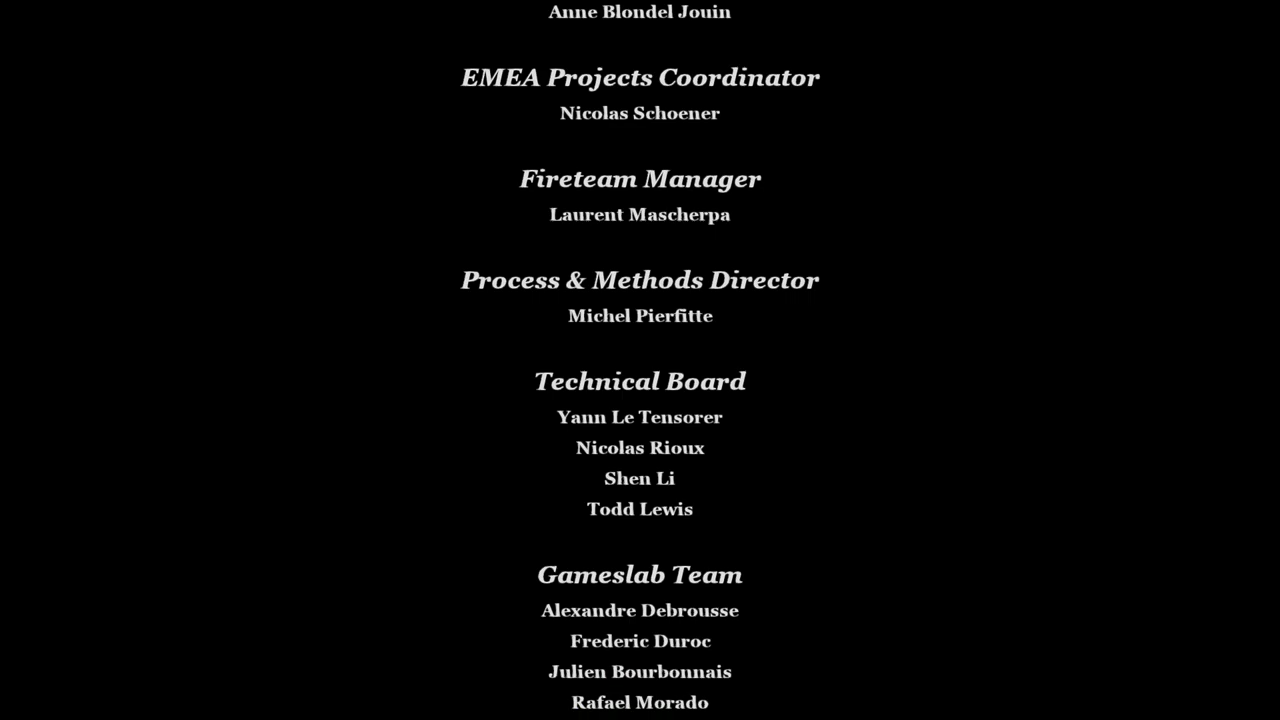 Anne Blondel Jouin
EMEA Projects Coordinator
Nicolas Schoener
Fireteam Manager
Laurent Mascherpa
Process & Methods Director
Michel Pierfitte
Technical Board
Yann Le Tensorer
Nicolas Rioux
Shen Li
Todd Lewis
Gameslab Team
Alexandre Debrousse
Frederic Duroc
Julien Bourbonnais
Rafael Morado